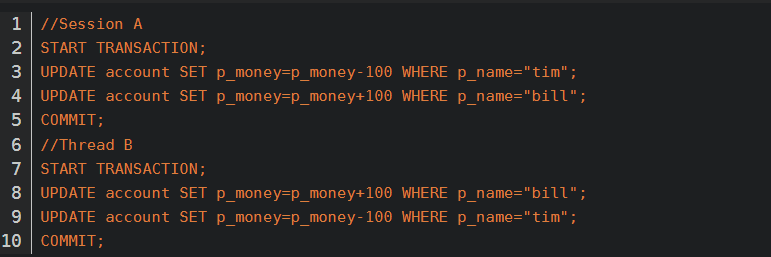 1 //Session A
2 START TRANSACTION;
3 UPDATE account SET p_money=p_money-100 WHERE p_name="tim";
4 UPDATE account SET p_money=p_money+100 WHERE p_name="bill";
5 COMMIT;
6 //Thread B
7 START TRANSACTION;
8 UPDATE account SET p_money=p_money+100 WHERE p_name="bill";
9 UPDATE account SET p_money=p_money-100 WHERE p_name="tim";
10 COMMIT;